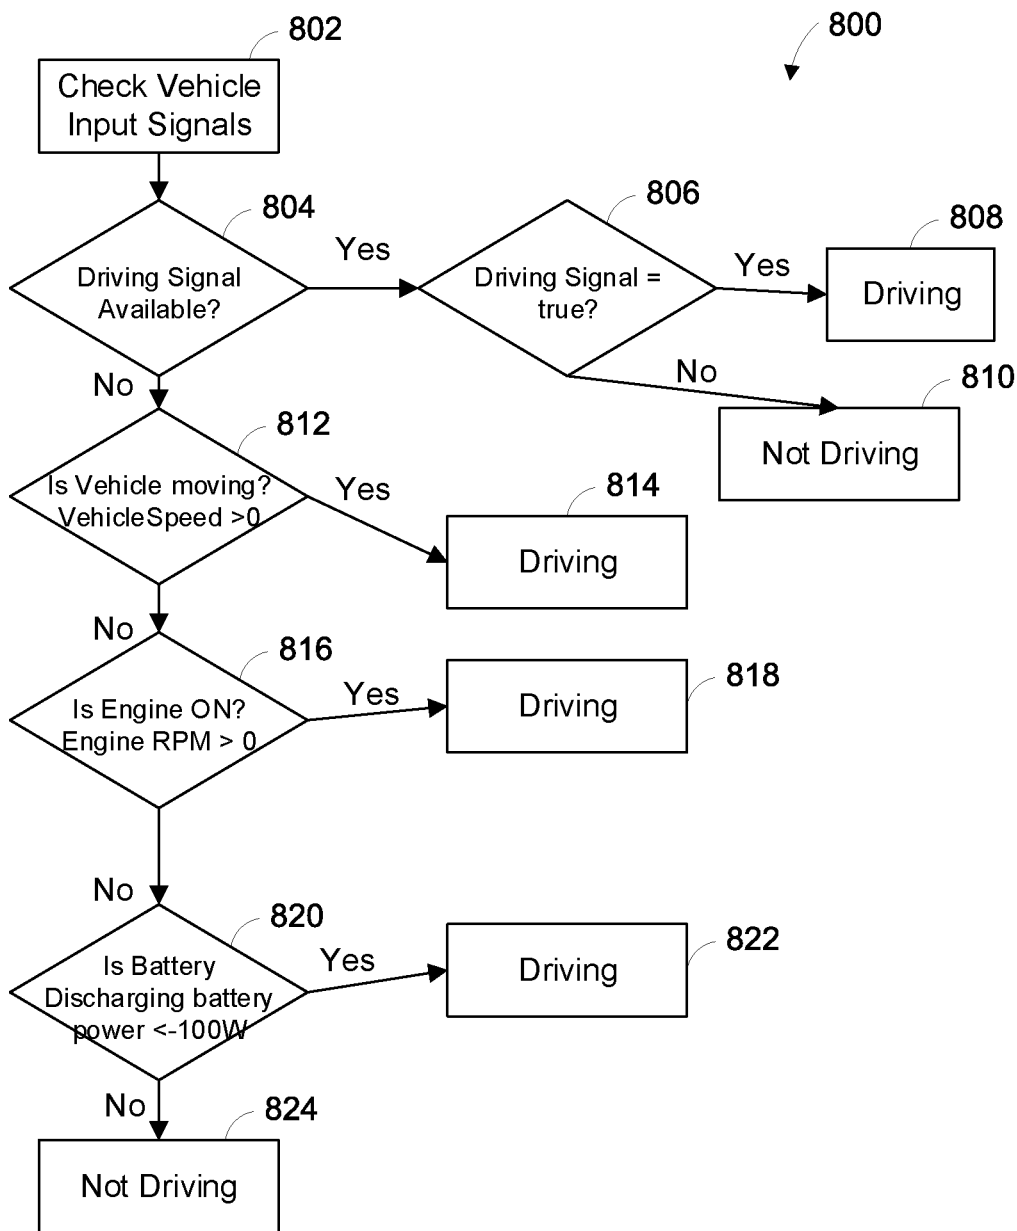 802
800
Check Vehicle
Input Signals
804
806
808
Yes
Yes
Driving Signal
Available?
Driving Signal =
true?
Driving
No
No
810
812
Not Driving
Is Vehicle moving?
VehicleSpeed >0
Yes
814
Driving
No
816
818
Yes
Is Engine ON?
Engine RPM > 0
Driving
No
820
822
Yes
Is Battery
Discharging battery
power <-100W
Driving
No
824
Not Driving